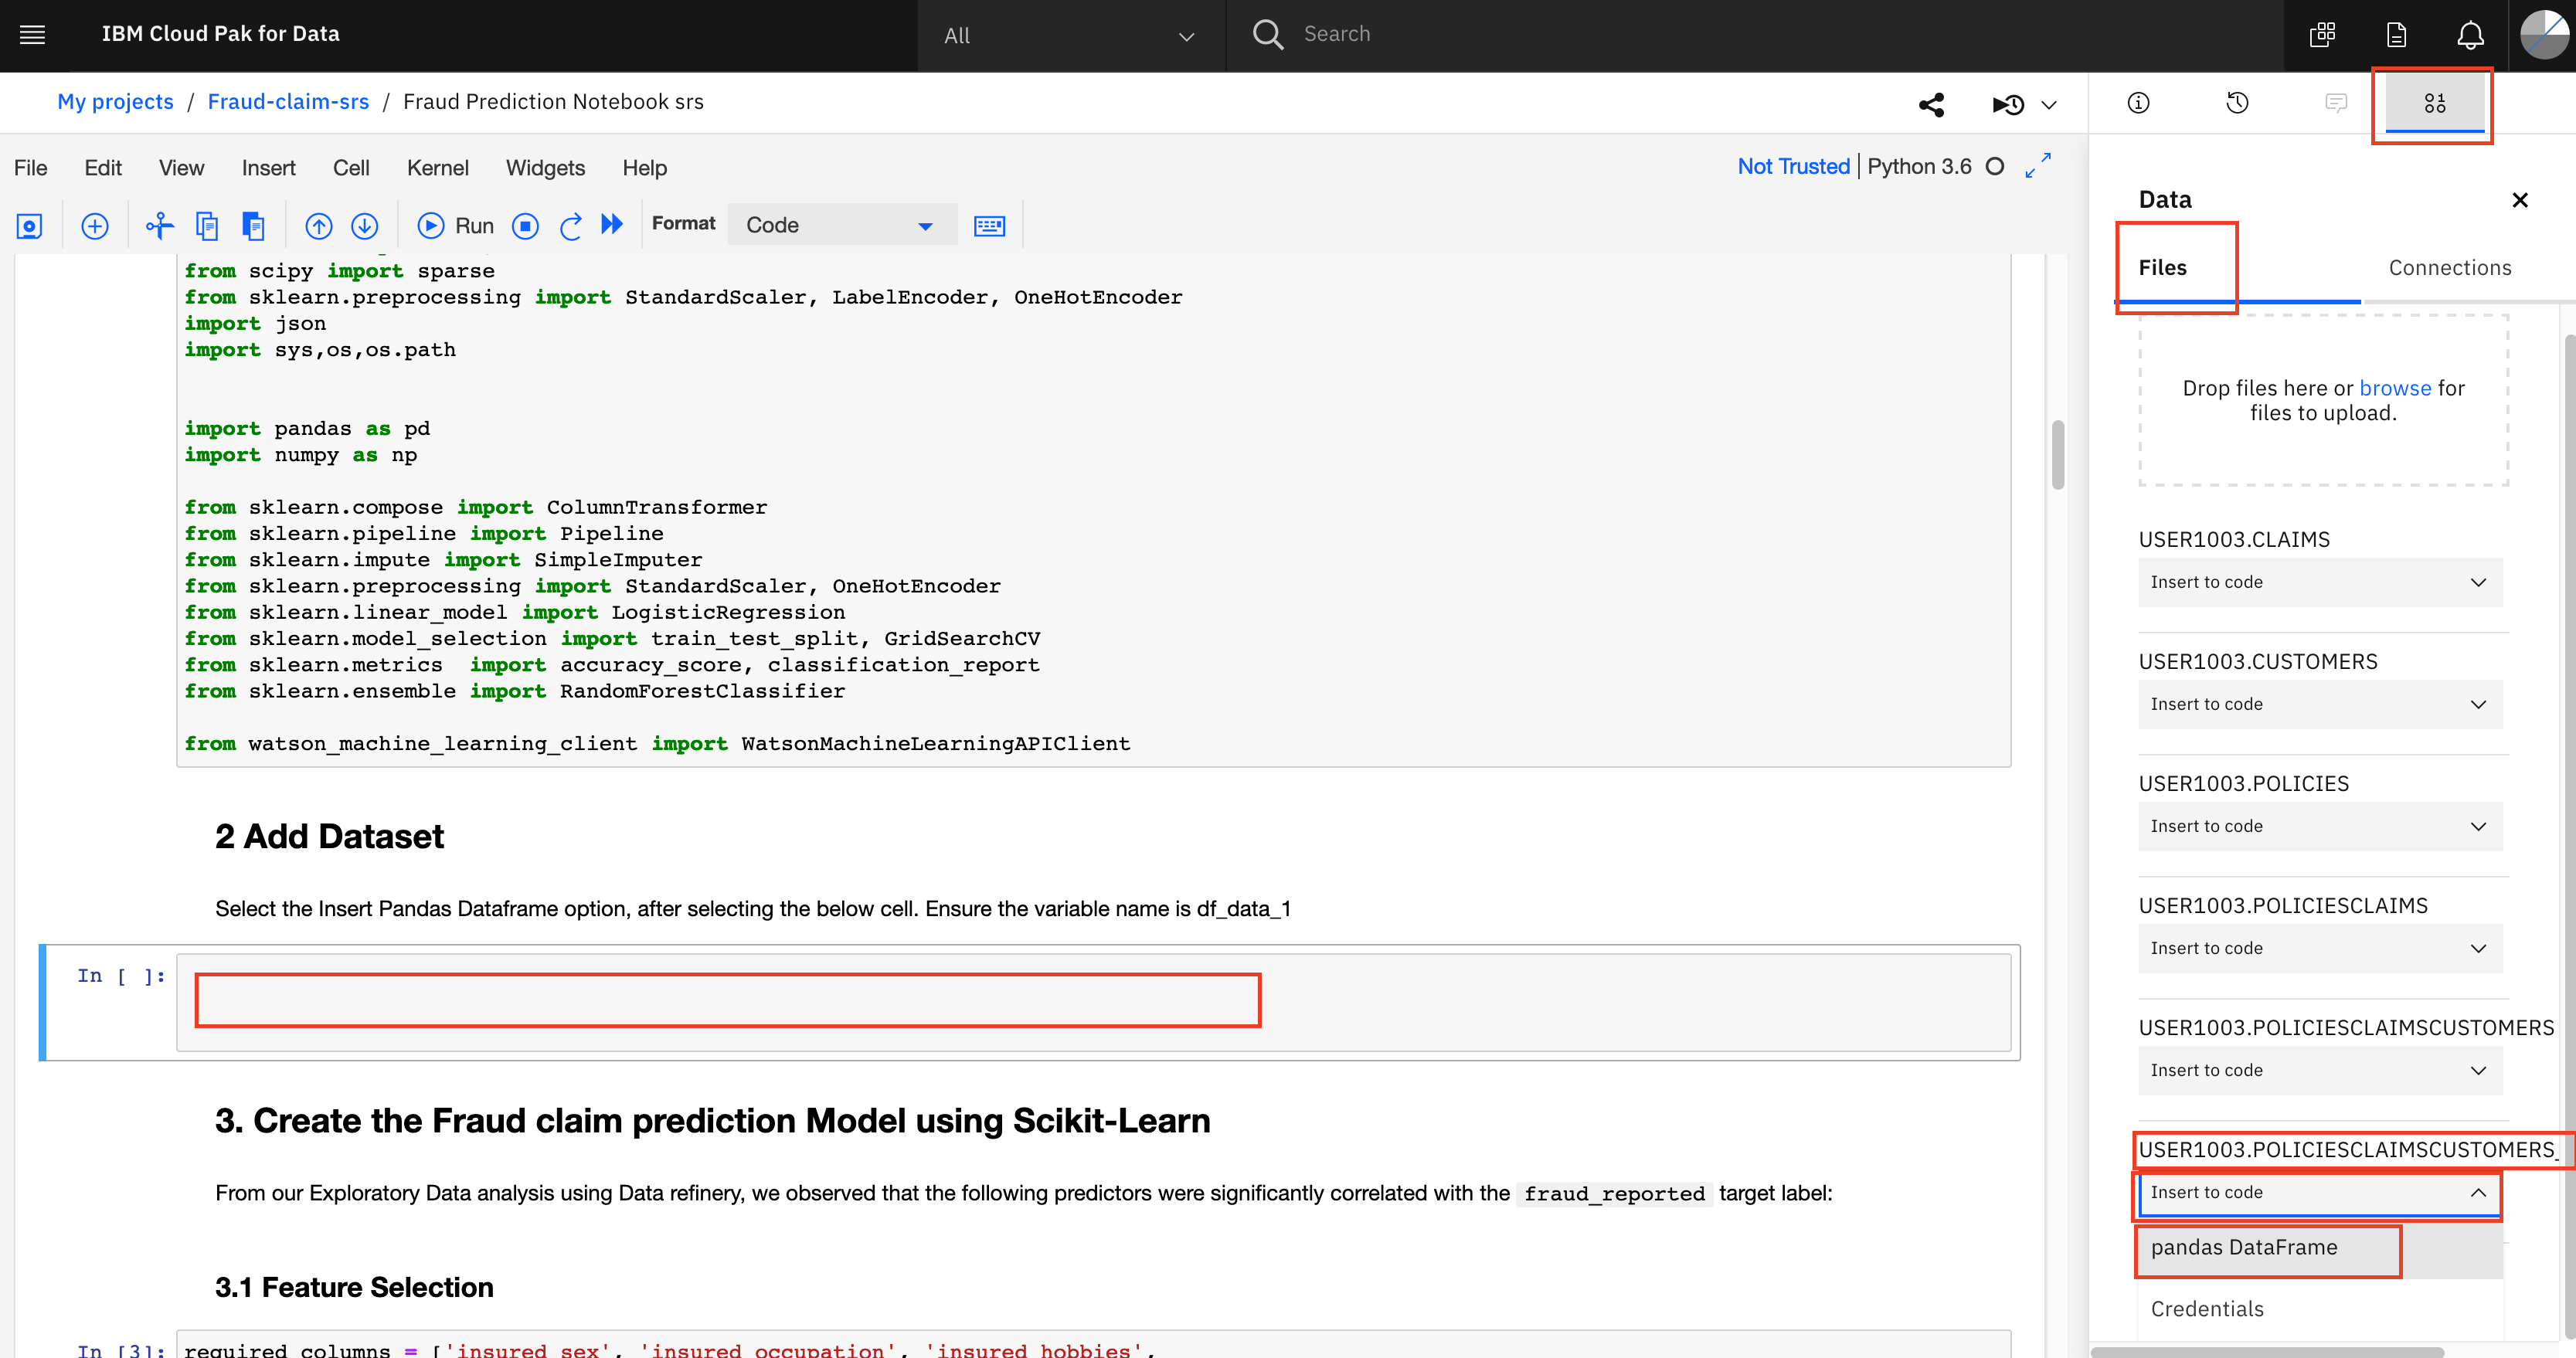 IBM Cloud Pak for Data
All
Search
My projects / Fraud-claim-srs / Fraud Prediction Notebook srs
File Edit View Insert Cell Kernel Widgets Help
Not Trusted | Python 3.6
Run
Format
Code
from scipy import sparse
from sklearn.preprocessing import StandardScaler, LabelEncoder, OneHotEncoder
import json
import sys,os,os.path
import pandas as pd
import numpy as np
from sklearn.compose import ColumnTransformer
from sklearn.pipeline import Pipeline
from sklearn.impute import SimpleImputer
from sklearn.preprocessing import StandardScaler, OneHotEncoder
from sklearn.linear_model import LogisticRegression
from sklearn.model_selection import train_test_split, GridSearchCV
from sklearn.metrics  import accuracy_score, classification_report
from sklearn.ensemble import RandomForestClassifier
from watson_machine_learning_client import WatsonMachineLearningAPIClient
2 Add Dataset
Select the Insert Pandas Dataframe option, after selecting the below cell. Ensure the variable name is df_data_1
In [ ]:
3. Create the Fraud claim prediction Model using Scikit-Learn
From our Exploratory Data analysis using Data refinery, we observed that the following predictors were significantly correlated with the fraud_reported target label:
3.1 Feature Selection
In [3]: required_columns = ['insured_sex', 'insured_occupation', 'insured_hobbies',
Data
Files
Connections
Drop files here or browse for
files to upload.
USER1003.CLAIMS
Insert to code
USER1003.CUSTOMERS
Insert to code
USER1003.POLICIES
Insert to code
USER1003.POLICIESCLAIMS
Insert to code
USER1003.POLICIESCLAIMSCUSTOMERS
Insert to code
USER1003.POLICIESCLAIMSCUSTOMERS_
Insert to code
pandas DataFrame
Credentials